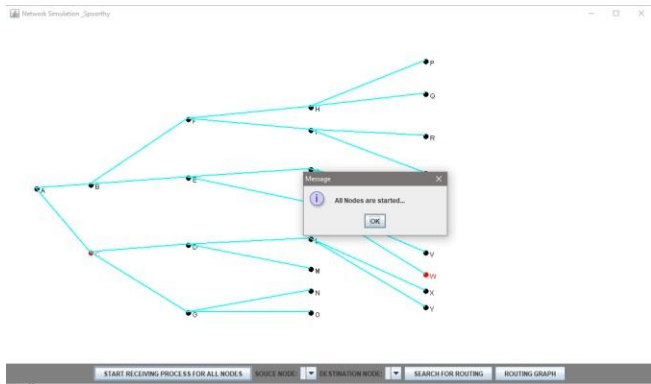 Network Simulation _Spoorthy
P
Q
H
F
I
R
Message
All Nodes are started...
OK
E
B
A
L
C
D
V
M
W
N
X
G
O
Y
START RECEIVING PROCESS FOR ALL NODES SOUCE NODE: DESTINATION NODE: SEARCH FOR ROUTING ROUTING GRAPH